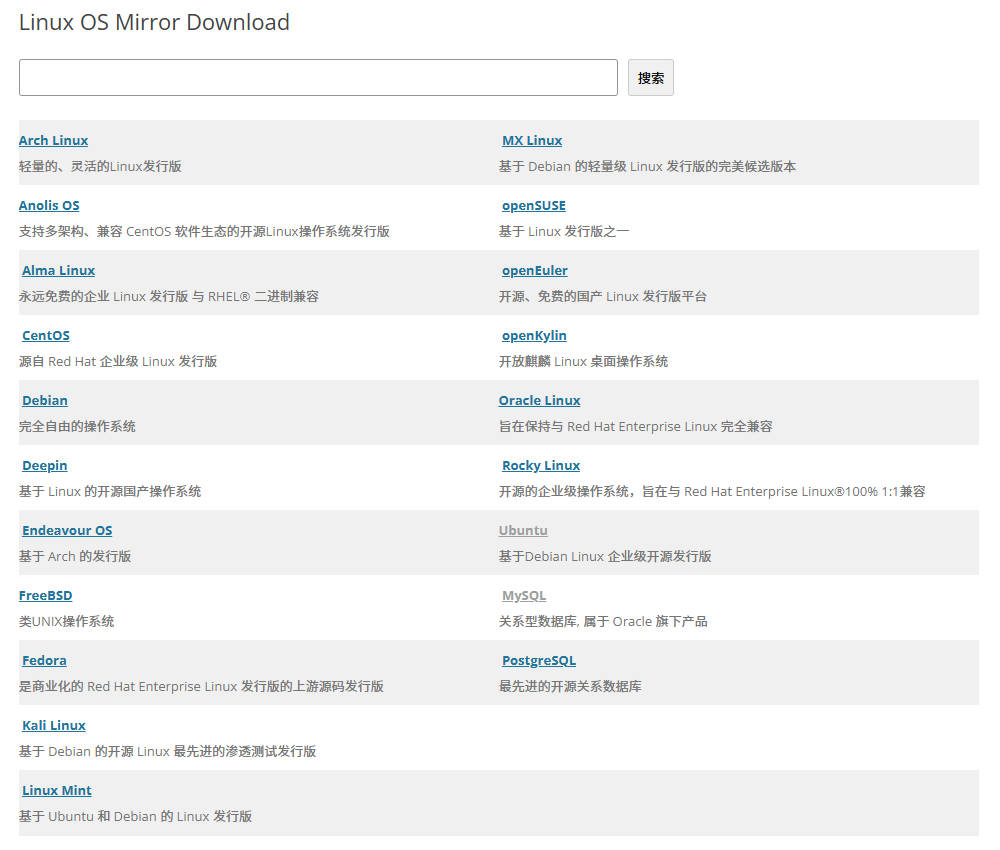 Linux OS Mirror Download
搜索
Arch Linux
轻量的、灵活的Linux发行版
MX Linux
基于 Debian 的轻量级 Linux 发行版的完美候选版本
Anolis OS
支持多架构、兼容 CentOS 软件生态的开源Linux操作系统发行版
openSUSE
基于 Linux 发行版之一
Alma Linux
永远免费的企业 Linux 发行版 与 RHEL® 二进制兼容
openEuler
开源、免费的国产 Linux 发行版平台
CentOS
源自 Red Hat 企业级 Linux 发行版
openKylin
开放麒麟 Linux 桌面操作系统
Debian
完全自由的操作系统
Oracle Linux
旨在保持与 Red Hat Enterprise Linux 完全兼容
Deepin
基于 Linux 的开源国产操作系统
Rocky Linux
开源的企业级操作系统，旨在与 Red Hat Enterprise Linux®100% 1:1兼容
Endeavour OS
基于 Arch 的发行版
Ubuntu
基于Debian Linux 企业级开源发行版
FreeBSD
类UNIX操作系统
MySQL
关系型数据库, 属于 Oracle 旗下产品
Fedora
是商业化的 Red Hat Enterprise Linux 发行版的上游源码发行版
PostgreSQL
最先进的开源关系数据库
Kali Linux
基于 Debian 的开源 Linux 最先进的渗透测试发行版
Linux Mint
基于 Ubuntu 和 Debian 的 Linux 发行版